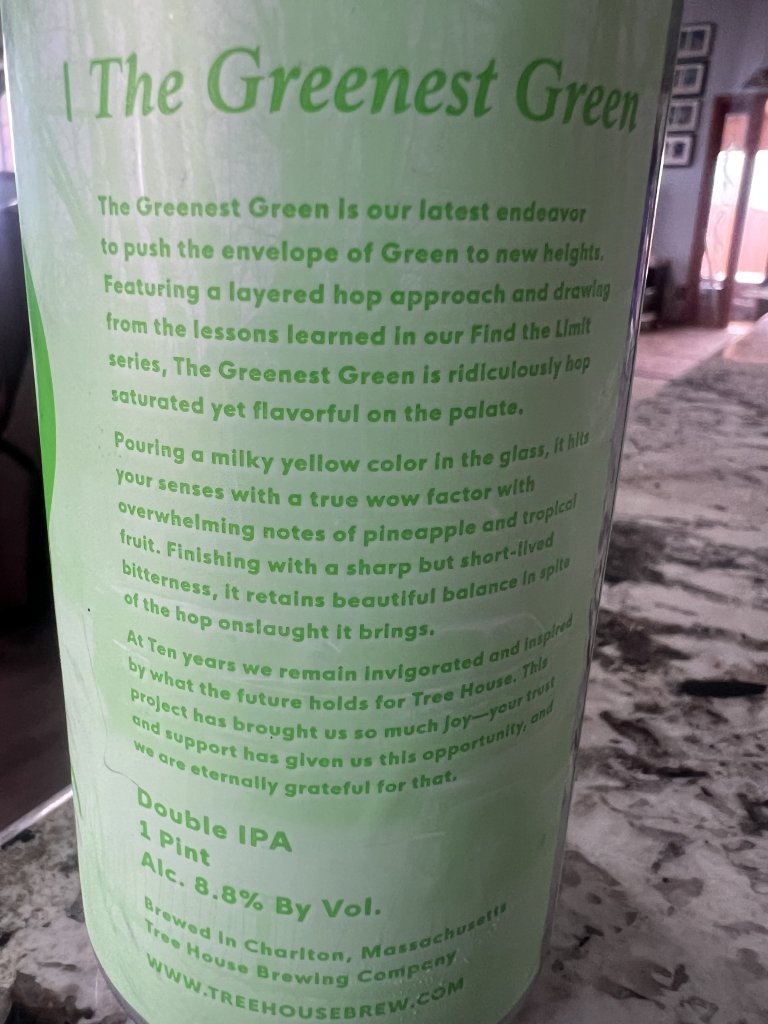 | The Greenest Green
The Greenest Green is our latest endeavor
to push the envelope of Green to new heights.
Featuring a layered hop approach and drawing
from the lessons learned in our Find the Limit
series, The Greenest Green is ridiculously hop
saturated yet flavorful on the palate.
Pouring a milky yellow color in the glass, it hits
your senses with a true wow factor with
overwhelming notes of pineapple and tropical
fruit. Finishing with a sharp but short-lived
bitterness, it retains beautiful balance in spite
of the hop onslaught it brings.
At Ten years we remain invigorated and inspired
by what the future holds for Tree House. This
project has brought us so much joy—your trust
and support has given us this opportunity, and
we are eternally grateful for that.
Double IPA
1 Pint
Alc. 8.8% By Vol.
Brewed in Charlton, Massachusetts
Tree House Brewing Company
WWW.TREEHOUSEBREW.COM